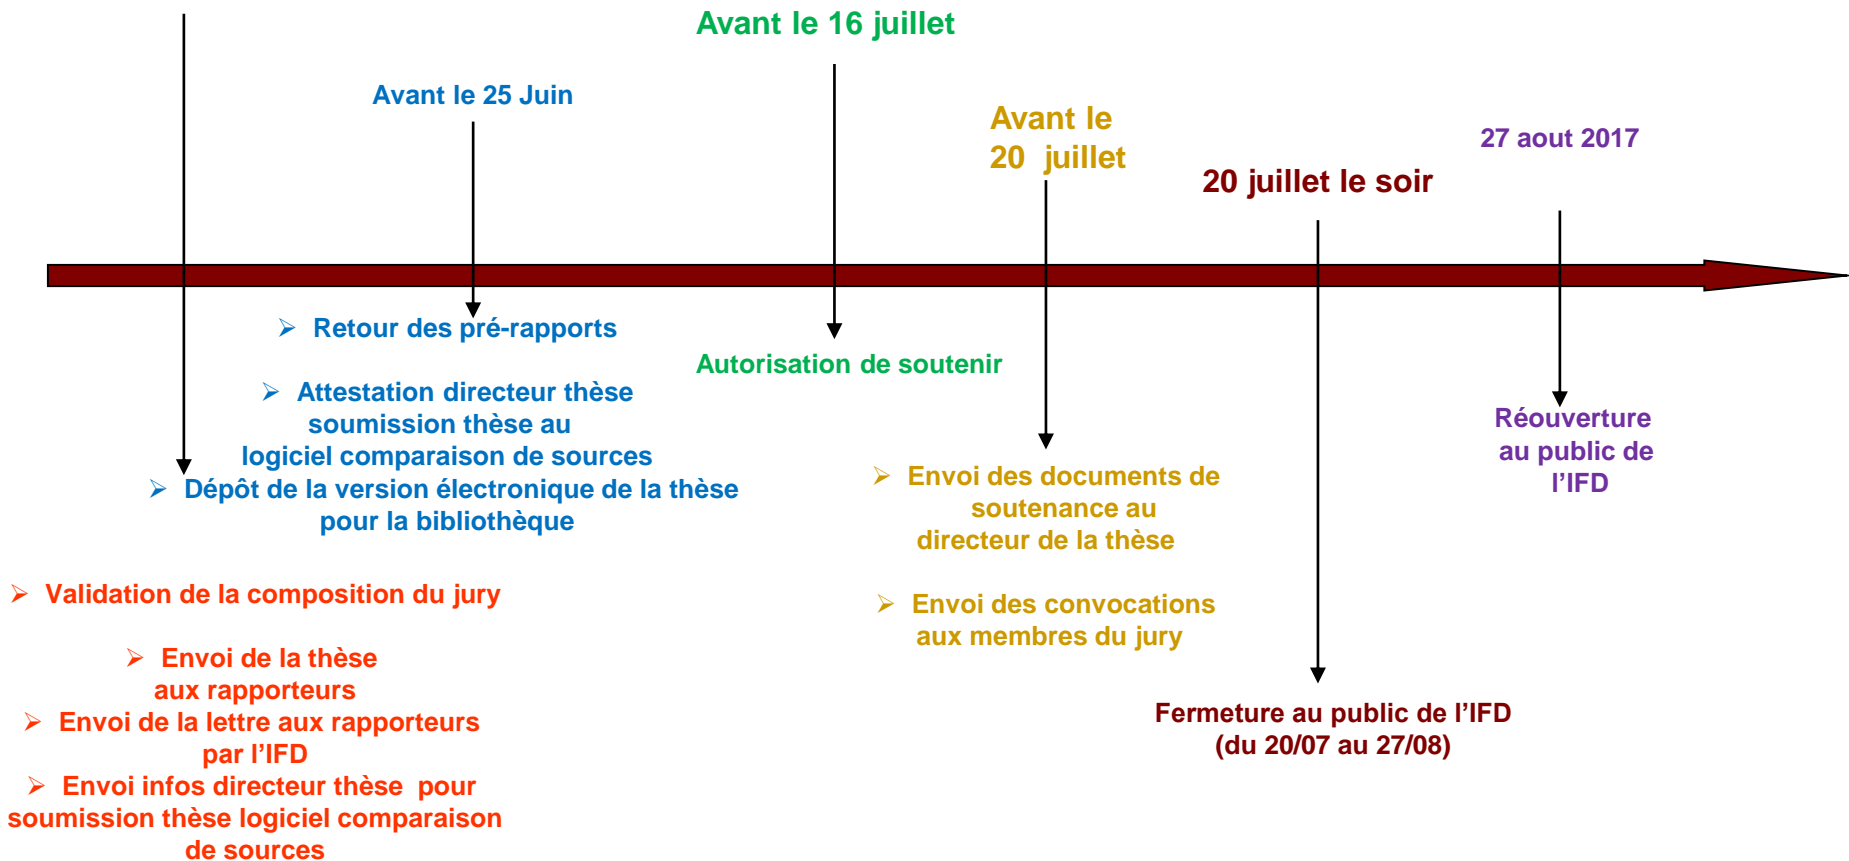 Avant le 16 juillet
Avant le 25 Juin
Avant le
20 juillet
27 aout 2017
20 juillet le soir
➢ Retour des pré-rapports
➢ Attestation directeur thèse
soumission thèse au
logiciel comparaison de sources
➢ Dépôt de la version électronique de la thèse
pour la bibliothèque
Autorisation de soutenir
➢ Envoi des documents de
soutenance au
directeur de la thèse
➢ Envoi des convocations
aux membres du jury
Réouverture
au public de
l’IFD
➢ Validation de la composition du jury
➢ Envoi de la thèse
aux rapporteurs
➢ Envoi de la lettre aux rapporteurs
par l’IFD
➢ Envoi infos directeur thèse pour
soumission thèse logiciel comparaison
de sources
Fermeture au public de l’IFD
(du 20/07 au 27/08)